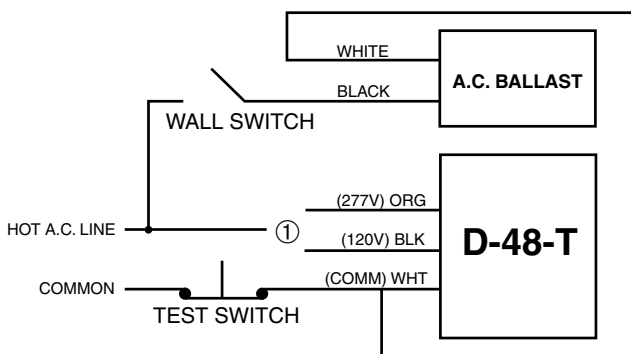 WHITE
A.C. BALLAST
BLACK
WALL SWITCH
(277V) ORG
HOT A.C. LINE
①
(120V) BLK
D-48-T
COMMON
(COMM) WHT
TEST SWITCH